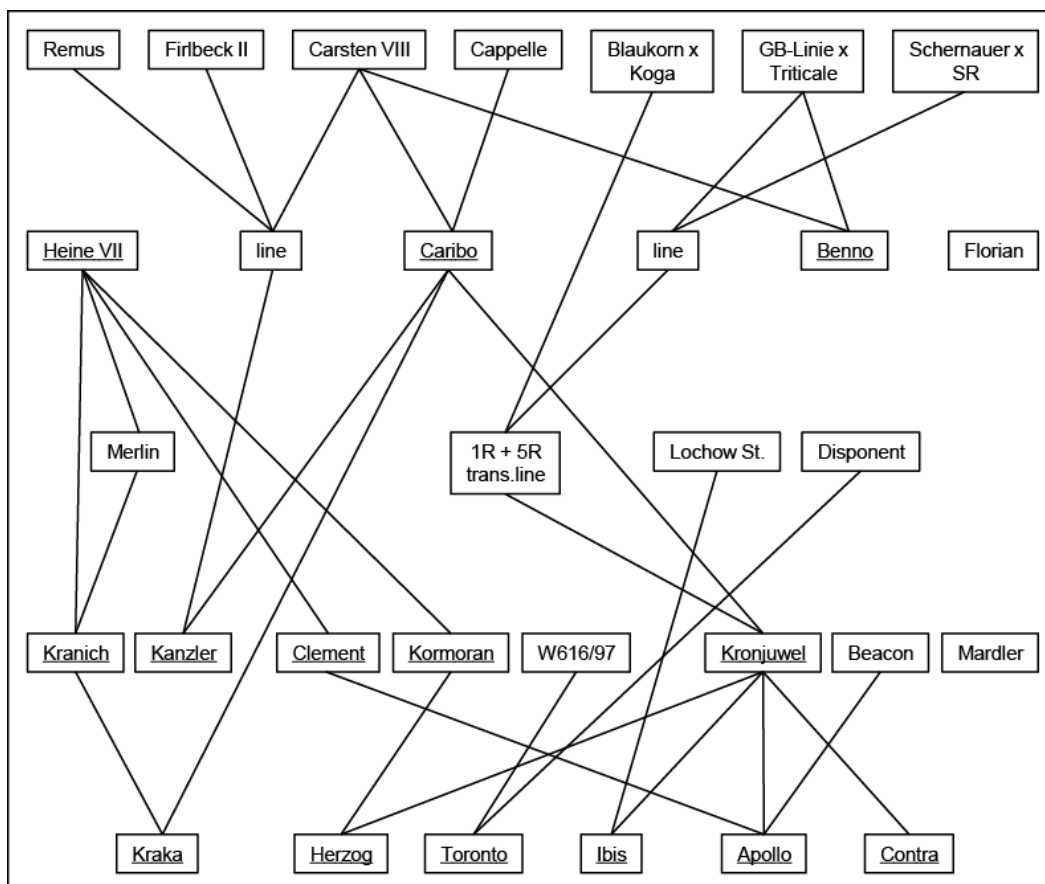 Remus
Firlbeck II
Carsten VIII
Cappelle
Blaukorn x
Koga
GB-Linie x
Triticale
Schernauer x
SR
Heine VII
line
Caribo
line
Benno
Florian
Merlin
1R + 5R
trans.line
Lochow St.
Disponent
Kranich
Kanzler
Clement
Kormoran
W616/97
Kronjuwel
Beacon
Mardler
Kraka
Herzog
Toronto
Ibis
Apollo
Contra